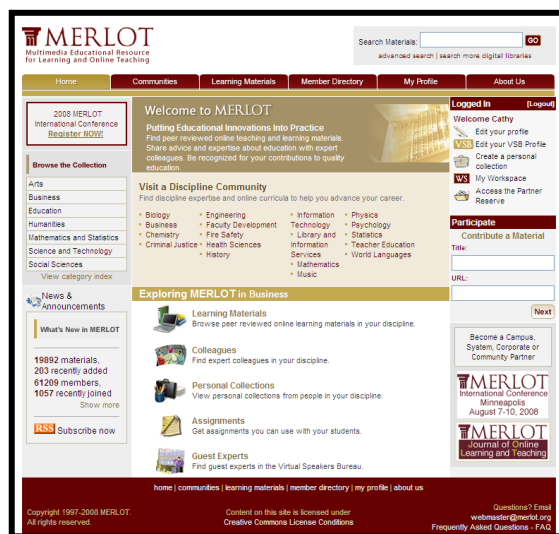 MERLOT
Multimedia Educational Resource
for Learning and Online Teaching
Search Materials:
GO
advanced search | search more digital libraries
Home
Communities
Learning Materials
Member Directory
My Profile
About Us
2008 MERLOT
International Conference
Register NOW!
Browse the Collection
Arts
Business
Education
Humanities
Mathematics and Statistics
Science and Technology
Social Sciences
View category index
News &
Announcements
What's New in MERLOT
19892 materials,
203 recently added
61209 members,
1057 recently joined
Show more
RSS Subscribe now
Welcome to MERLOT
Putting Educational Innovations Into Practice
Find peer reviewed online teaching and learning materials.
Share advice and expertise about education with expert
colleagues. Be recognized for your contributions to quality
education.
Visit a Discipline Community
Find discipline expertise and online curricula to help you advance your career.
Biology
Business
Chemistry
Criminal Justice
Engineering
Faculty Development
Fire Safety
Health Sciences
History
Information
Technology
Library and
Information
Services
Mathematics
Music
Physics
Psychology
Statistics
Teacher Education
World Languages
Exploring MERLOT in Business
Learning Materials
Browse peer reviewed online learning materials in your discipline.
Colleagues
Find expert colleagues in your discipline.
Personal Collections
View personal collections from people in your discipline.
Assignments
Get assignments you can use with your students.
Guest Experts
Find guest experts in the Virtual Speakers Bureau.
Logged In [Logout]
Welcome Cathy
Edit your profile
VSB Edit your VSB Profile
Create a personal
collection
WS My Workspace
Access the Partner
Reserve
Participate
Contribute a Material
Title:
URL:
Next
Become a Campus,
System, Corporate or
Community Partner
MERLOT
International Conference
Minneapolis
August 7-10, 2008
MERLOT
Journal of Online
Learning and Teaching
home | communities | learning materials | member directory | my profile | about us
Copyright 1997-2008 MERLOT.
All rights reserved.
Content on this site is licensed under
Creative Commons License Conditions
Questions? Email
webmaster@merlot.org
Frequently Asked Questions - FAQ